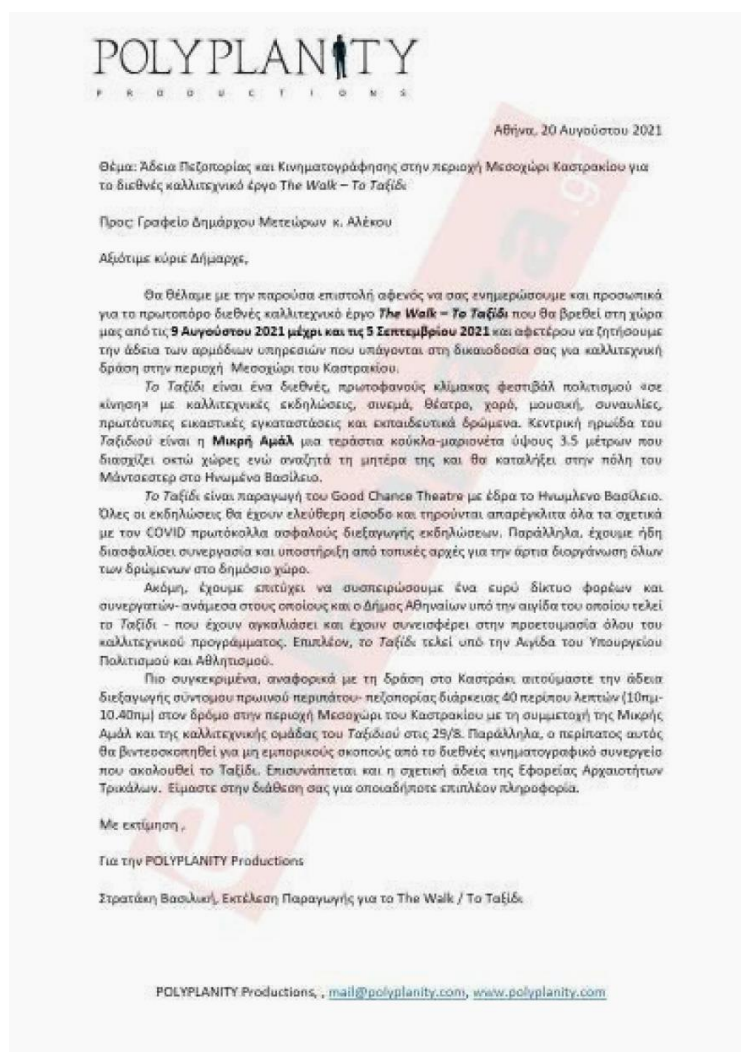 POLYPLANITY
PRODUCTIONS
Αθήνα, 20 Αυγούστου 2021
Θέμα: Άδεια Πεζοπορίας και Κινηματογράφησης στην περιοχή Μεσοχώρι Καστρακίου για
το διεθνές καλλιτεχνικό έργο The Walk – Το Ταξίδι
Προς: Γραφείο Δημάρχου Μετεώρων κ. Αλέκου
Αξιότιμε κύριε Δήμαρχε,
Θα θέλαμε με την παρούσα επιστολή αφενός να σας ενημερώσουμε και προσωπικά
για το πρωτοπόρο διεθνές καλλιτεχνικό έργο The Walk – Το Ταξίδι που θα βρεθεί στη χώρα
μας από τις 9 Αυγούστου 2021 μέχρι και τις 5 Σεπτεμβρίου 2021 και αφετέρου να ζητήσουμε
την άδεια των αρμόδιων υπηρεσιών που υπάγονται στη δικαιοδοσία σας για καλλιτεχνική
δράση στην περιοχή Μεσοχώρι του Καστρακίου.
Το Ταξίδι είναι ένα διεθνές, πρωτοφανούς κλίμακας φεστιβάλ πολιτισμού «σε
κίνηση» με καλλιτεχνικές εκδηλώσεις, σινεμά, θέατρο, χορό, μουσική, συναυλίες,
πρωτότυπες εικαστικές εγκαταστάσεις και εκπαιδευτικά δρώμενα. Κεντρική ηρωίδα του
Ταξιδιού είναι η Μικρή Αμάλ μια τεράστια κούκλα-μαριονέτα ύψους 3.5 μέτρων που
διασχίζει οκτώ χώρες ενώ αναζητά τη μητέρα της και θα καταλήξει στην πόλη του
Μάντσεστερ στο Ηνωμένο Βασίλειο.
Το Ταξίδι είναι παραγωγή του Good Chance Theatre με έδρα το Ηνωμλενο Βασίλειο.
Όλες οι εκδηλώσεις θα έχουν ελεύθερη είσοδο και τηρούνται απαρέγκλιτα όλα τα σχετικά
με τον COVID πρωτόκολλα ασφαλούς διεξαγωγής εκδηλώσεων. Παράλληλα, έχουμε ήδη
διασφαλίσει συνεργασία και υποστήριξη από τοπικές αρχές για την άρτια διοργάνωση όλων
των δρώμενων στο δημόσιο χώρο.
Ακόμη, έχουμε επιτύχει να συσπειρώσουμε ένα ευρύ δίκτυο φορέων και
συνεργατών- ανάμεσα στους οποίους και ο Δήμος Αθηναίων υπό την αιγίδα του οποίου τελεί
το Ταξίδι - που έχουν αγκαλιάσει και έχουν συνεισφέρει στην προετοιμασία όλου του
καλλιτεχνικού προγράμματος. Επιπλέον, το Ταξίδι τελεί υπό την Αιγίδα του Υπουργείου
Πολιτισμού και Αθλητισμού.
Πιο συγκεκριμένα, αναφορικά με τη δράση στο Καστράκι αιτούμαστε την άδεια
διεξαγωγής σύντομου πρωινού περιπάτου- πεζοπορίας διάρκειας 40 περίπου λεπτών (10πμ-
10.40πμ) στον δρόμο στην περιοχή Μεσοχώρι του Καστρακίου με τη συμμετοχή της Μικρής
Αμάλ και της καλλιτεχνικής ομάδας του Ταξιδιού στις 29/8. Παράλληλα, ο περίπατος αυτός
θα βιντεοσκοπηθεί για μη εμπορικούς σκοπούς από το διεθνές κινηματογραφικό συνεργείο
που ακολουθεί το Ταξίδι. Επισυνάπτεται και η σχετική άδεια της Εφορείας Αρχαιοτήτων
Τρικάλων. Είμαστε στην διάθεση σας για οποιαδήποτε επιπλέον πληροφορία.
Με εκτίμηση ,
Για την POLYPLANITY Productions
Στρατάκη Βασιλική, Εκτέλεση Παραγωγής για το The Walk / Το Ταξίδι
POLYPLANITY Productions, , mail@polyplanity.com, www.polyplanity.com